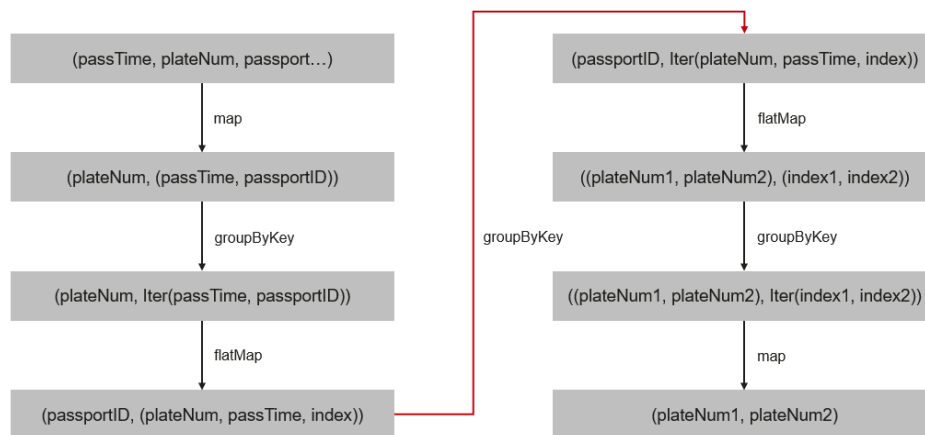 (passTime, plateNum, passport…)
map
(plateNum, (passTime, passportID))
groupByKey
(plateNum, Iter(passTime, passportID))
flatMap
(passportID, (plateNum, passTime, index))
groupByKey
(passportID, Iter(plateNum, passTime, index))
flatMap
((plateNum1, plateNum2), (index1, index2))
groupByKey
((plateNum1, plateNum2), Iter(index1, index2))
map
(plateNum1, plateNum2)